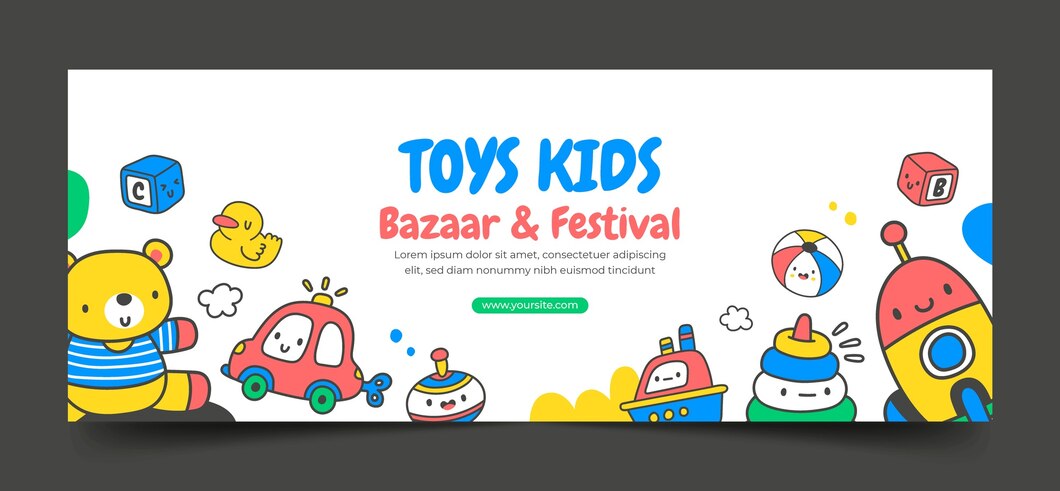 TOYS KIDS
Bazaar & Festival
Lorem ipsum dolor sit amet, consectetuer adipiscing
elit, sed diam nonummy nibh euismod tincidunt
www.yoursite.com
C
B